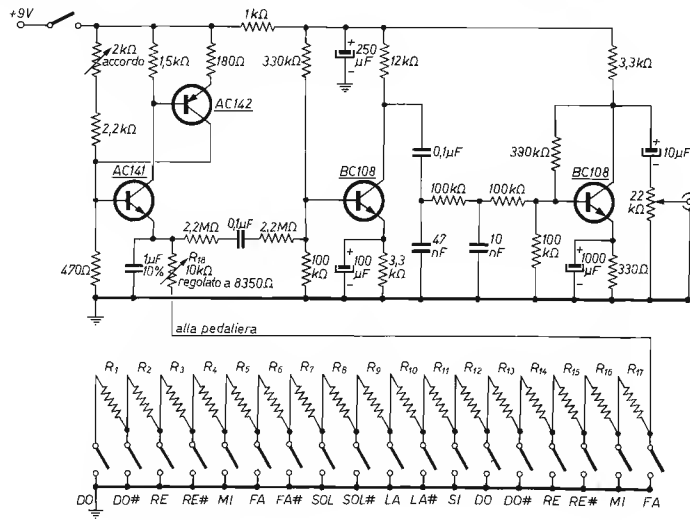 +9V
1kΩ
2kΩ
accordo
1,5kΩ
180Ω
330kΩ
250
µF
+
-
12kΩ
3,3
kΩ
AC142
2,2kΩ
AC141
0,1µF
390kΩ
+
-
10µF
BC108
BC108
100kΩ
100kΩ
22
kΩ
2,2MΩ
0,1µF
2,2MΩ
470Ω
1µF
10%
R18
10kΩ
regolato a 8350Ω
100
kΩ
+
-
100
µF
3,3
kΩ
47
nF
10
nF
100
kΩ
+
-
1000
µF
330Ω
alla pedaliera
R1 R2 R3 R4 R5 R6 R7 R8 R9 R10 R11 R12 R13 R14 R15 R16 R17
DO DO# RE RE# MI FA FA# SOL SOL# LA LA# SI DO DO# RE RE# MI FA